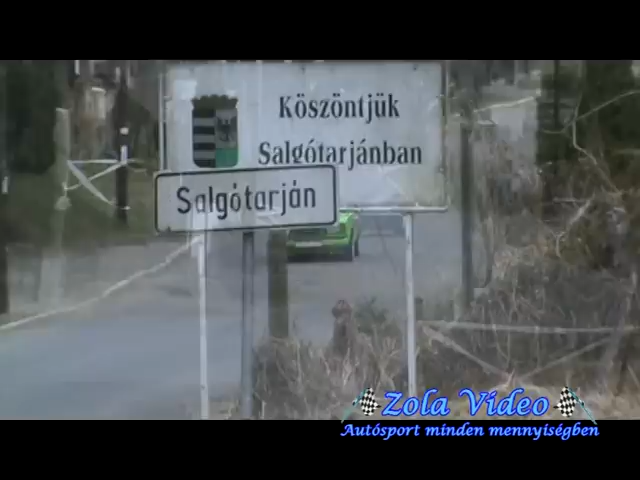 Köszöntjük
Salgótarjánban
Salgótarján
Zola Video
Autósport minden mennyiségben